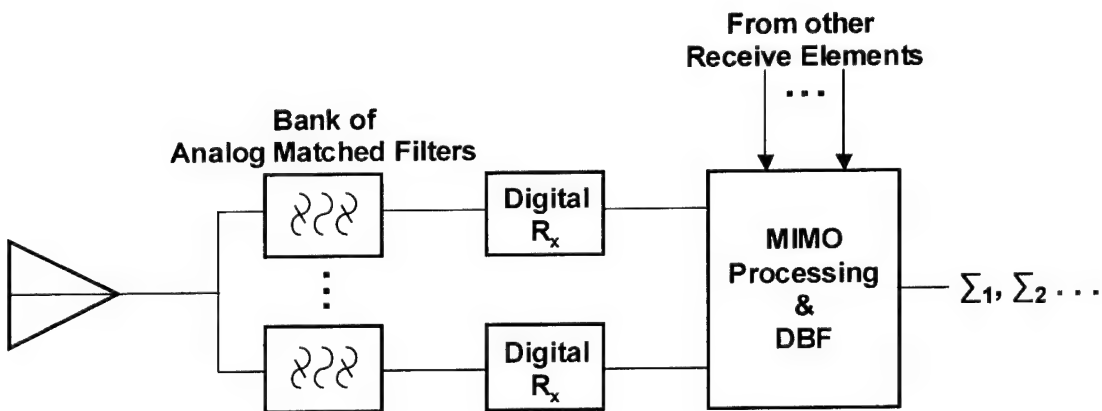 From other
Receive Elements
. . .
Bank of
Analog Matched Filters
Digital
Rₓ
MIMO
Processing
&
DBF
∑₁, ∑₂ . . .
Digital
Rₓ